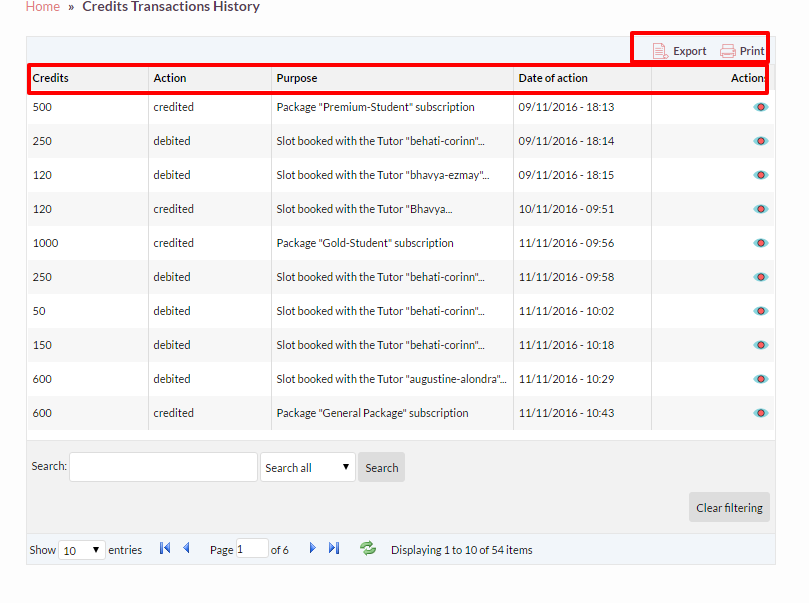 Home » Credits Transactions History
Export Print
Credits Action Purpose Date of action Actions
500 credited Package "Premium-Student" subscription 09/11/2016 - 18:13
250 debited Slot booked with the Tutor "behati-corinn"... 09/11/2016 - 18:14
120 debited Slot booked with the Tutor "bhavya-ezmay"... 09/11/2016 - 18:15
120 credited Slot booked with the Tutor "Bhavya... 10/11/2016 - 09:51
1000 credited Package "Gold-Student" subscription 11/11/2016 - 09:56
250 debited Slot booked with the Tutor "behati-corinn"... 11/11/2016 - 09:58
50 debited Slot booked with the Tutor "behati-corinn"... 11/11/2016 - 10:02
150 debited Slot booked with the Tutor "behati-corinn"... 11/11/2016 - 10:18
600 debited Slot booked with the Tutor "augustine-alondra"... 11/11/2016 - 10:29
600 credited Package "General Package" subscription 11/11/2016 - 10:43
Search: Search all Search
Clear filtering
Show 10 entries Page 1 of 6 Displaying 1 to 10 of 54 items